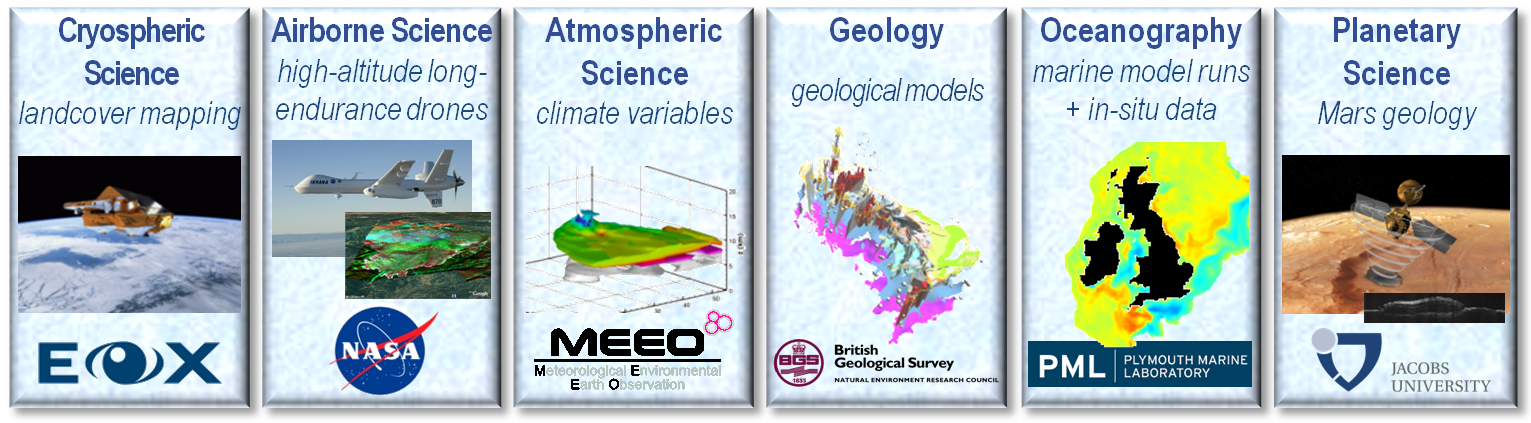 Cryospheric
Science
landcover mapping
EOX
Airborne Science
high-altitude long-
endurance drones
IKHANA
870
Google
NASA
Atmospheric
Science
climate variables
20
15
10
5
0
MEEO
Meteorological Environmental
Earth Observation
Geology
geological models
BGS
1835
British
Geological Survey
NATURAL ENVIRONMENT RESEARCH COUNCIL
Oceanography
marine model runs
+ in-situ data
PML
PLYMOUTH MARINE
LABORATORY
Planetary
Science
Mars geology
JACOBS
UNIVERSITY